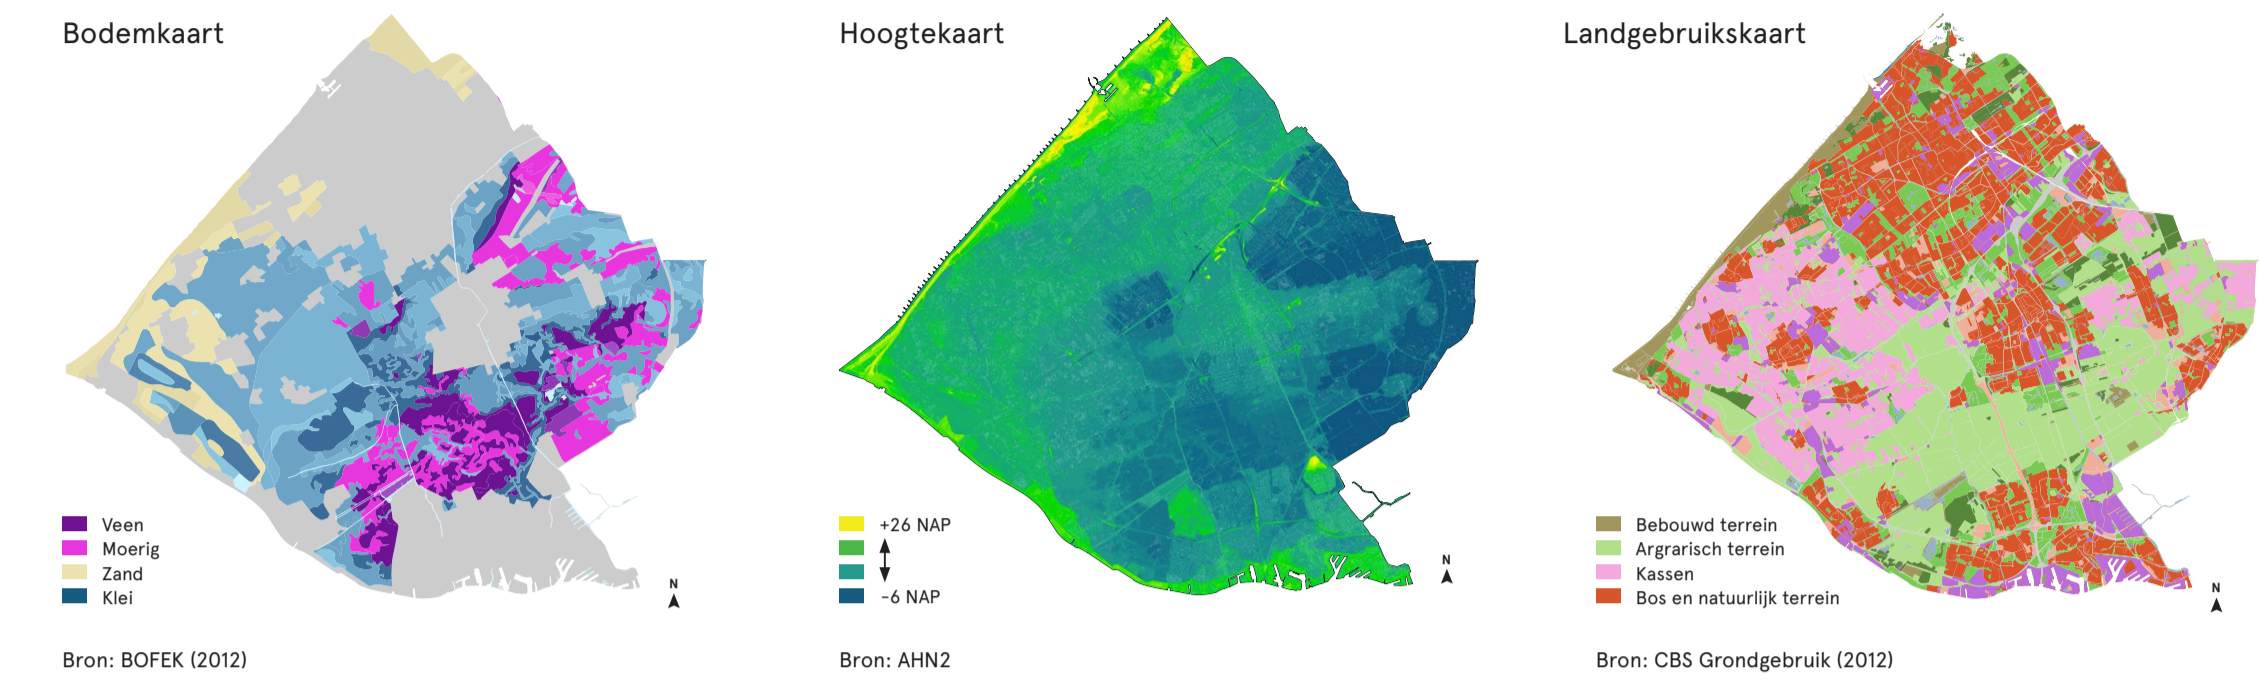 Bodemkaart
Veen
Moerig
Zand
Klei
N
Bron: BOFEK (2012)
Hoogtekaart
+26 NAP
-6 NAP
N
Bron: AHN2
Landgebruikskaart
Bebouwd terrein
Argrarisch terrein
Kassen
Bos en natuurlijk terrein
N
Bron: CBS Grondgebruik (2012)